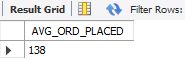 Result Grid Filter Rows:
AVG_ORD_PLACED
138